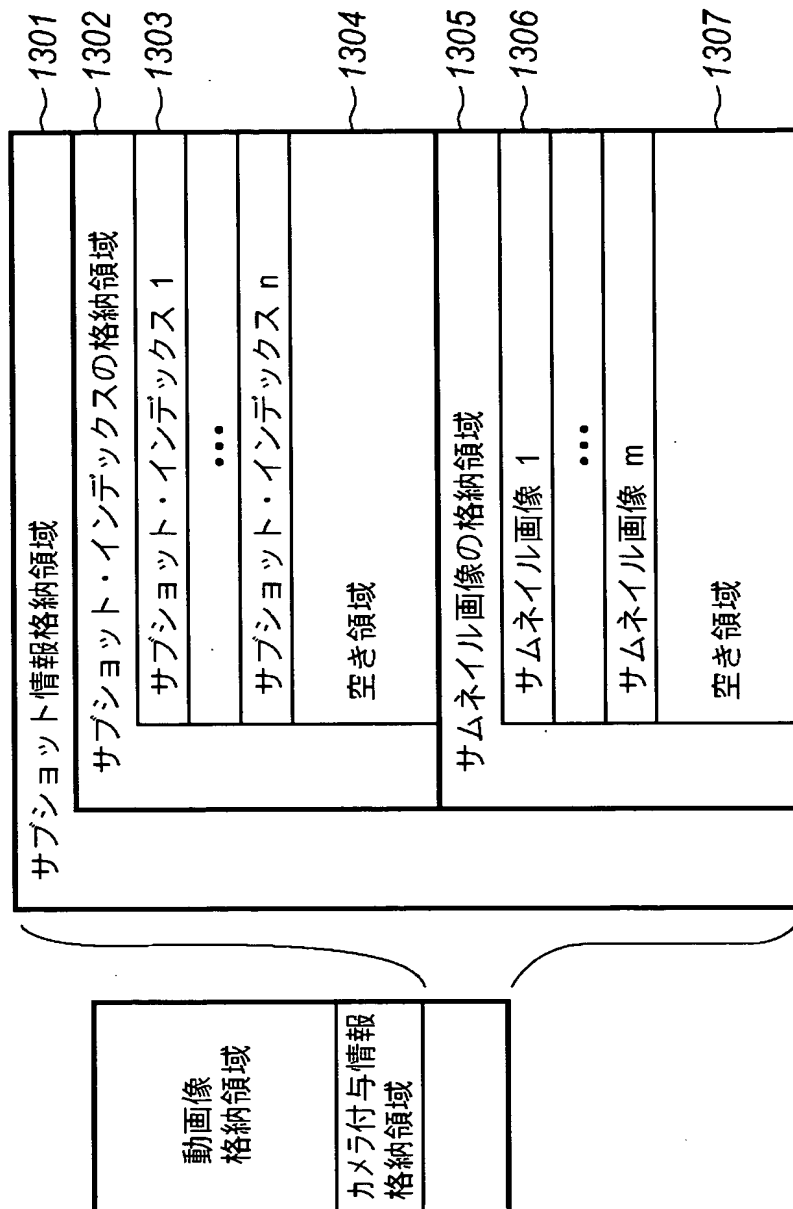 動画像
格納領域
カメラ付与情報
格納領域
サブショット情報格納領域
~1301
サブショット・インデックスの格納領域
~1302
サブショット・インデックス 1
~1303
•••
サブショット・インデックス n
空き領域
~1304
サムネイル画像の格納領域
~1305
サムネイル画像 1
~1306
•••
サムネイル画像 m
空き領域
~1307